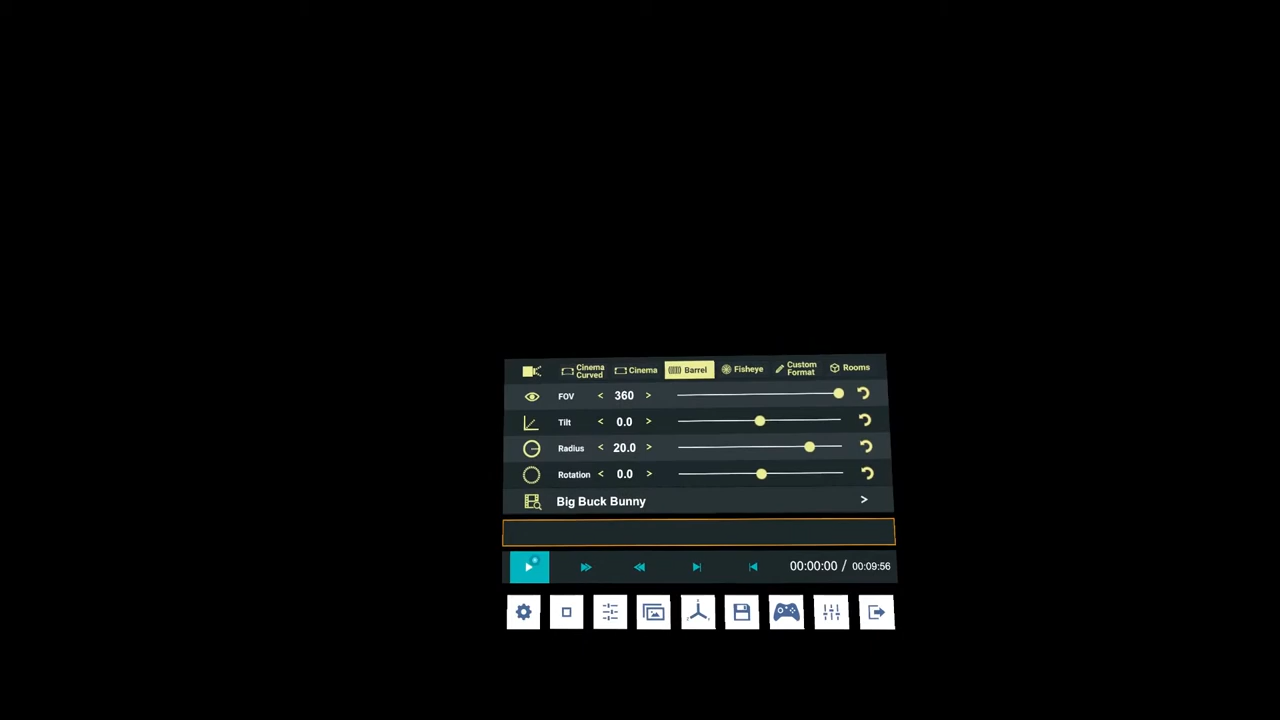 Cinema Curved Cinema Barrel Fisheye Custom Format Rooms
FOV < 360 >
Tilt < 0.0 >
Radius < 20.0 >
Rotation < 0.0 >
Big Buck Bunny >
00:00:00 / 00:09:56